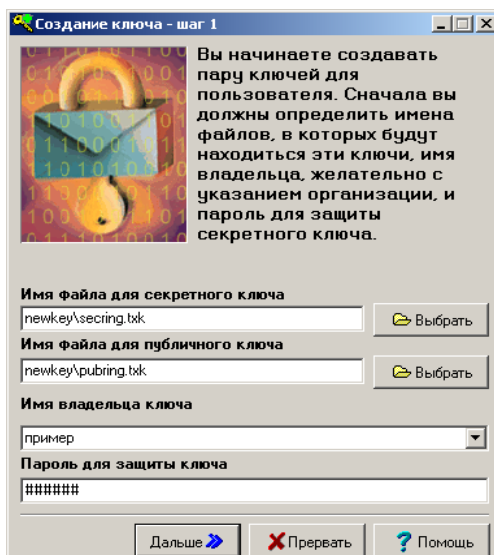 Создание ключа - шаг 1
Вы начинаете создавать
пару ключей для
пользователя. Сначала вы
должны определить имена
файлов, в которых будут
находиться эти ключи, имя
владельца, желательно с
указанием организации, и
пароль для защиты
секретного ключа.
Имя файла для секретного ключа
newkey\secring.txk
Выбрать
Имя файла для публичного ключа
newkey\pubring.txk
Выбрать
Имя владельца ключа
пример
Пароль для защиты ключа
######
Дальше
Прервать
? Помощь